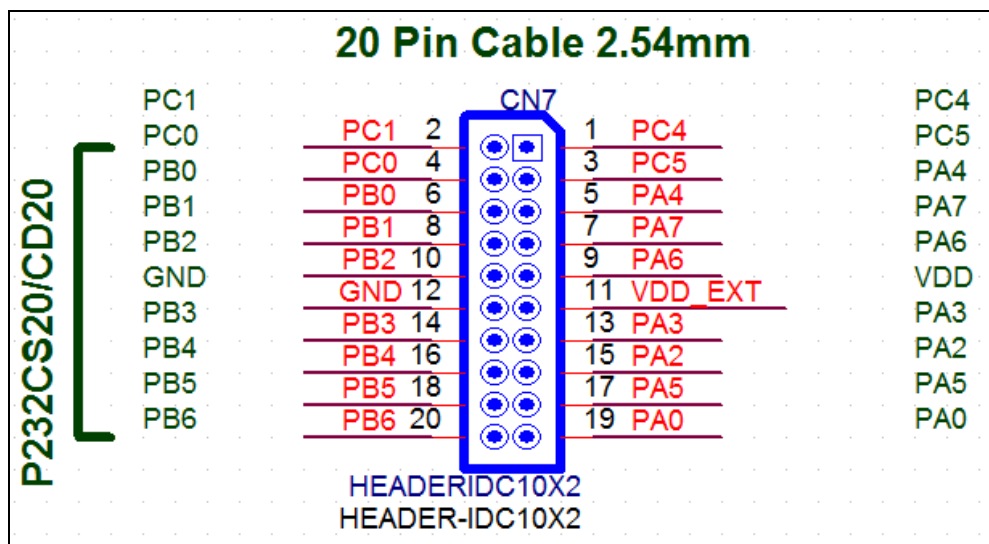 20 Pin Cable 2.54mm
CN7
P232CS20/CD20
PC1 PC1 2 1 PC4 PC4
PC0 PC0 4 3 PC5 PC5
PB0 PB0 6 5 PA4 PA4
PB1 PB1 8 7 PA7 PA7
PB2 PB2 10 9 PA6 PA6
GND GND 12 11 VDD_EXT VDD
PB3 PB3 14 13 PA3 PA3
PB4 PB4 16 15 PA2 PA2
PB5 PB5 18 17 PA5 PA5
PB6 PB6 20 19 PA0 PA0
HEADERIDC10X2
HEADER-IDC10X2